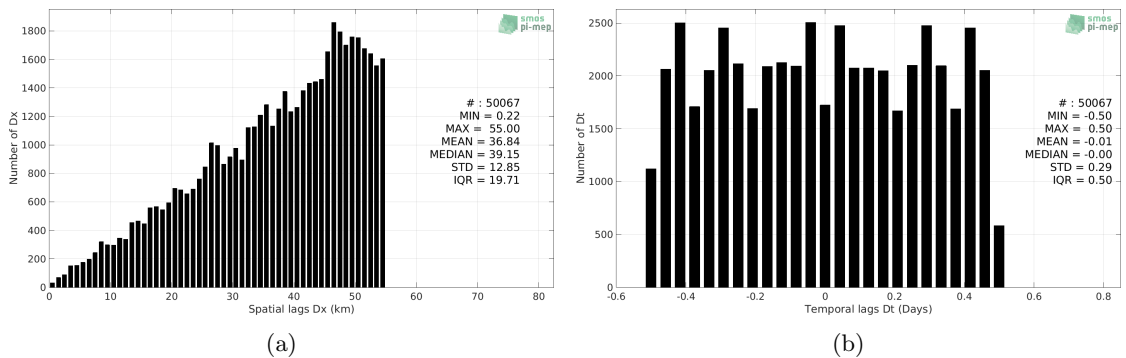 1800
1600
1400
1200
1000
800
600
400
200
0
Number of Dx
0 10 20 30 40 50 60 70 80
Spatial lags Dx (km)
smos
pi-mep
# : 50067
MIN = 0.22
MAX = 55.00
MEAN = 36.84
MEDIAN = 39.15
STD = 12.85
IQR = 19.71
(a)
2500
2000
1500
1000
500
0
Number of Dt
-0.6 -0.4 -0.2 0 0.2 0.4 0.6 0.8
Temporal lags Dt (Days)
smos
pi-mep
# : 50067
MIN = -0.50
MAX = 0.50
MEAN = -0.01
MEDIAN = -0.00
STD = 0.29
IQR = 0.50
(b)